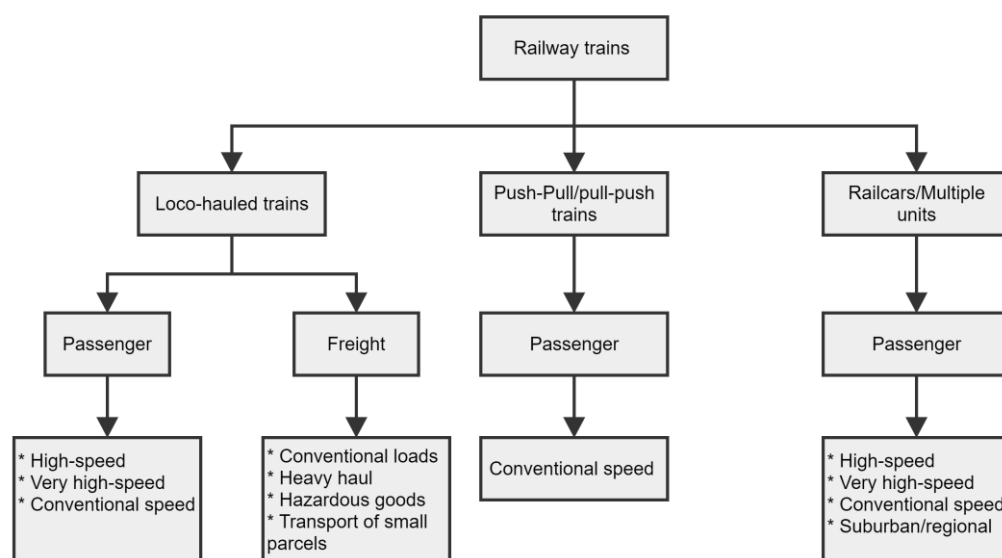 Railway trains
Loco-hauled trains
Push-Pull/pull-push
trains
Railcars/Multiple
units
Passenger
Freight
Passenger
Passenger
* High-speed
* Very high-speed
* Conventional speed
* Conventional loads
* Heavy haul
* Hazardous goods
* Transport of small
parcels
Conventional speed
* High-speed
* Very high-speed
* Conventional speed
* Suburban/regional